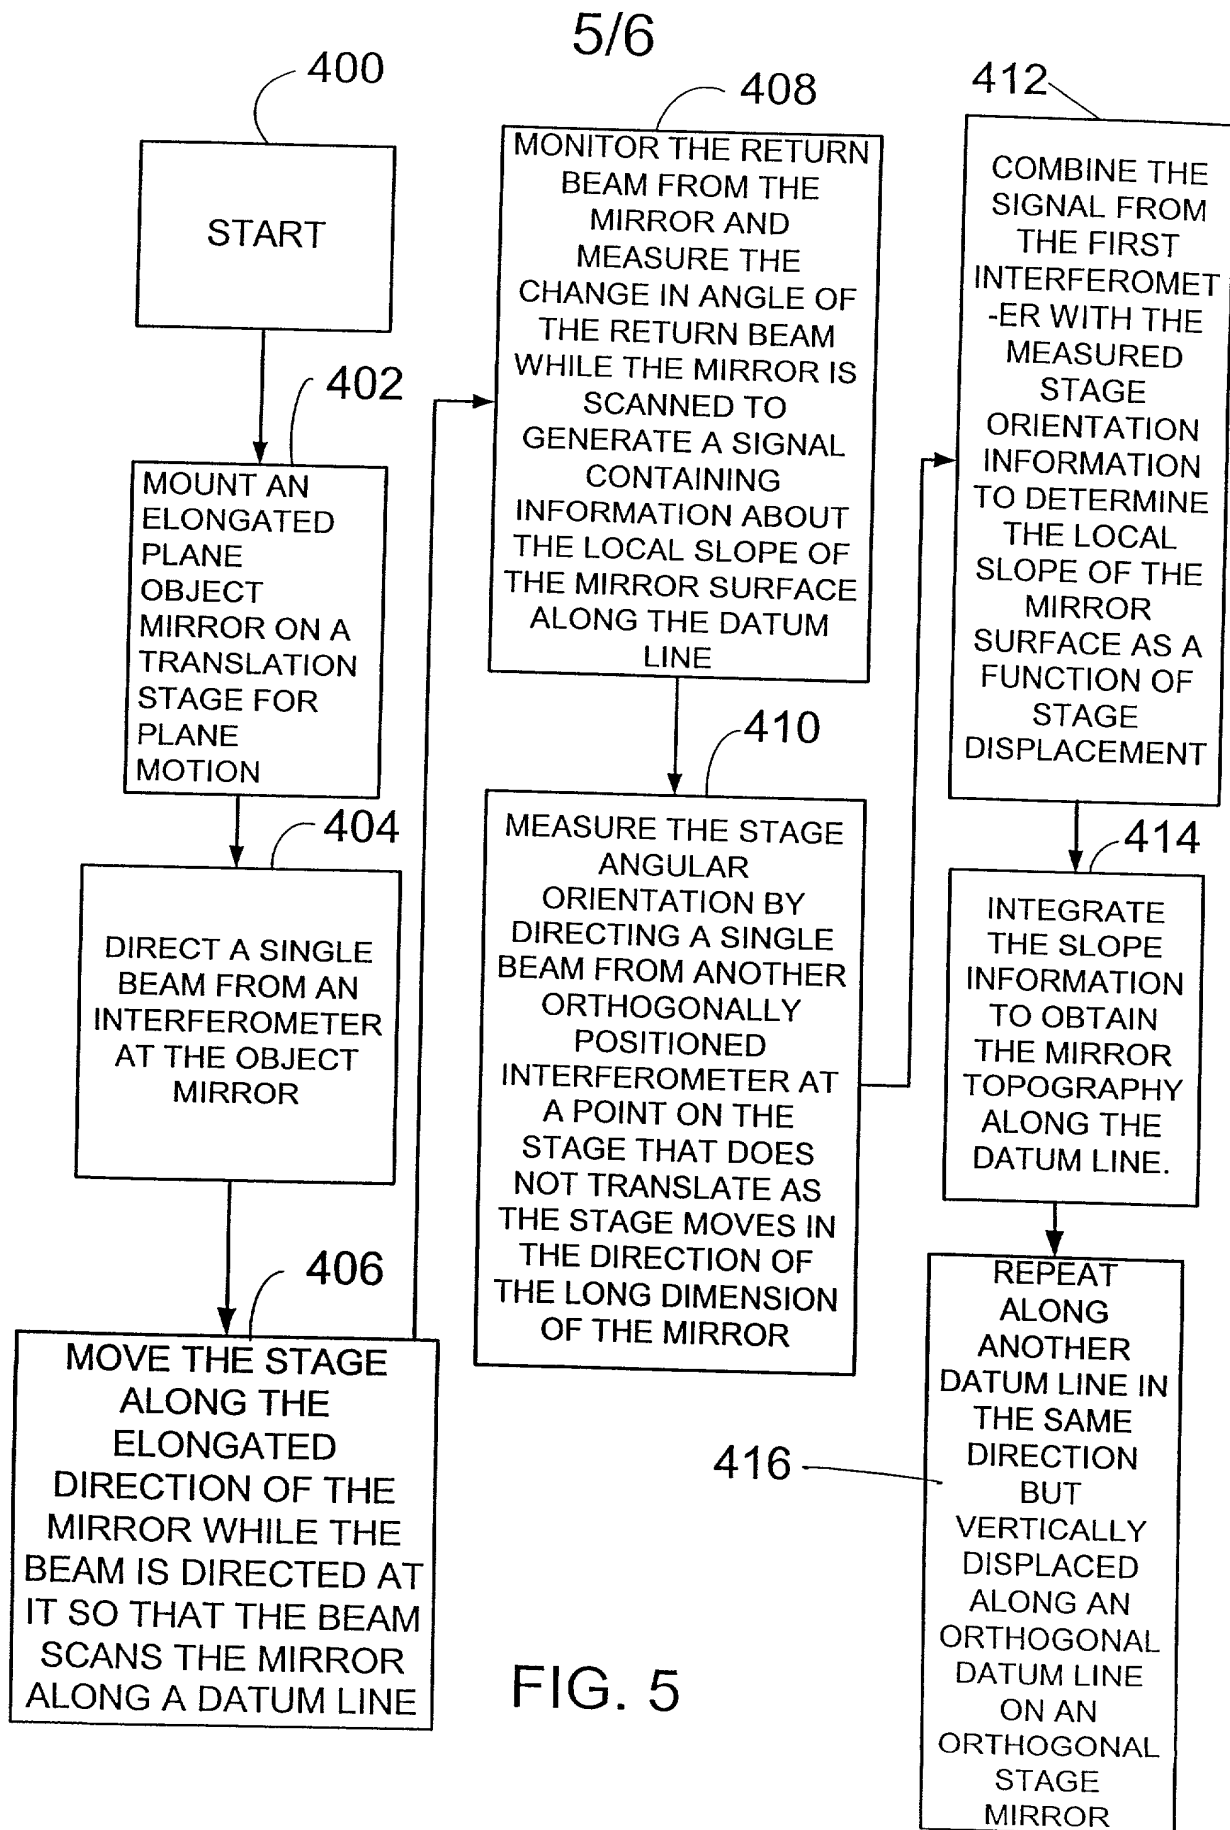 5/6
400
START
402
MOUNT AN
ELONGATED
PLANE
OBJECT
MIRROR ON A
TRANSLATION
STAGE FOR
PLANE
MOTION
404
DIRECT A SINGLE
BEAM FROM AN
INTERFEROMETER
AT THE OBJECT
MIRROR
406
MOVE THE STAGE
ALONG THE
ELONGATED
DIRECTION OF THE
MIRROR WHILE THE
BEAM IS DIRECTED AT
IT SO THAT THE BEAM
SCANS THE MIRROR
ALONG A DATUM LINE
408
MONITOR THE RETURN
BEAM FROM THE
MIRROR AND
MEASURE THE
CHANGE IN ANGLE OF
THE RETURN BEAM
WHILE THE MIRROR IS
SCANNED TO
GENERATE A SIGNAL
CONTAINING
INFORMATION ABOUT
THE LOCAL SLOPE OF
THE MIRROR SURFACE
ALONG THE DATUM
LINE
410
MEASURE THE STAGE
ANGULAR
ORIENTATION BY
DIRECTING A SINGLE
BEAM FROM ANOTHER
ORTHOGONALLY
POSITIONED
INTERFEROMETER AT
A POINT ON THE
STAGE THAT DOES
NOT TRANSLATE AS
THE STAGE MOVES IN
THE DIRECTION OF
THE LONG DIMENSION
OF THE MIRROR
412
COMBINE THE
SIGNAL FROM
THE FIRST
INTERFEROMET
-ER WITH THE
MEASURED
STAGE
ORIENTATION
INFORMATION
TO DETERMINE
THE LOCAL
SLOPE OF THE
MIRROR
SURFACE AS A
FUNCTION OF
STAGE
DISPLACEMENT
414
INTEGRATE
THE SLOPE
INFORMATION
TO OBTAIN
THE MIRROR
TOPOGRAPHY
ALONG THE
DATUM LINE.
416
REPEAT
ALONG
ANOTHER
DATUM LINE IN
THE SAME
DIRECTION
BUT
VERTICALLY
DISPLACED
ALONG AN
ORTHOGONAL
DATUM LINE
ON AN
ORTHOGONAL
STAGE
MIRROR
FIG. 5